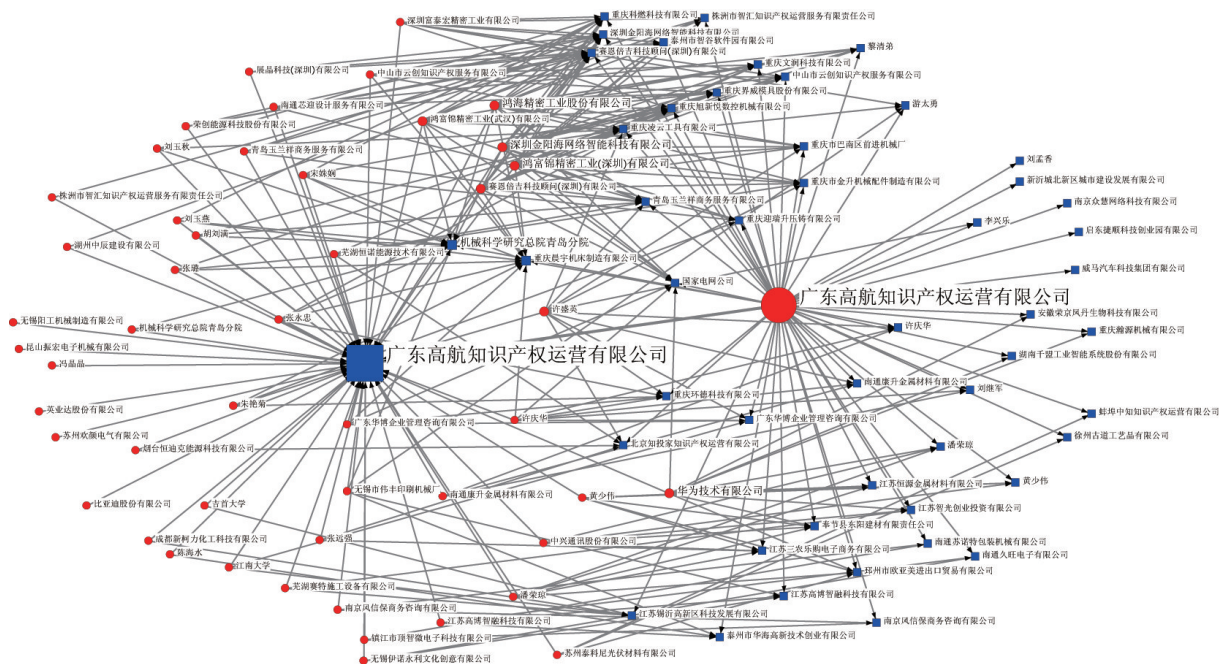 重庆科燃科技有限公司
株洲市智汇知识产权运营服务有限责任公司
深圳富泰宏精密工业有限公司
深圳金阳海网络智能科技有限公司
泰州市智谷软件园有限公司
赛恩倍吉科技顾问(深圳)有限公司
黎清弟
重庆文润科技有限公司
展晶科技(深圳)有限公司
中山市云创知识产权服务有限公司
中山市云创知识产权服务有限公司
重庆界威模具股份有限公司
南通芯迎设计服务有限公司
鸿海精密工业股份有限公司
重庆旭新悦数控机械有限公司
游太勇
荣创能源科技股份有限公司
鸿富锦精密工业(武汉)有限公司
重庆凌云工具有限公司
刘玉秋
青岛玉兰祥商务服务有限公司
深圳金阳海网络智能科技有限公司
重庆市巴南区前进机械厂
刘孟香
宋姝娴
鸿富锦精密工业(深圳)有限公司
重庆市金升机械配件制造有限公司
新沂城北新区城市建设发展有限公司
株洲市智汇知识产权运营服务有限责任公司
赛恩倍吉科技顾问(深圳)有限公司
青岛玉兰祥商务服务有限公司
南京众慧网络科技有限公司
刘玉燕
重庆迎瑞升压铸有限公司
李兴乐
胡刘满
启东捷顺科技创业园有限公司
湖州中辰建设有限公司
机械科学研究总院青岛分院
芜湖恒诺能源技术有限公司
重庆晨宇机床制造有限公司
张璐
国家电网公司
威马汽车科技集团有限公司
广东高航知识产权运营有限公司
许盛英
张永忠
安徽荣京凤丹生物科技有限公司
无锡阳工机械制造有限公司
机械科学研究总院青岛分院
许庆华
重庆瀚源机械有限公司
昆山振宏电子机械有限公司
广东高航知识产权运营有限公司
湖南千盟工业智能系统股份有限公司
冯晶晶
南通康升金属材料有限公司
刘继军
朱艳菊
重庆环德科技有限公司
英业达股份有限公司
广东华博企业管理咨询有限公司
许庆华
广东华博企业管理咨询有限公司
蚌埠中知知识产权运营有限公司
苏州欢颜电气有限公司
北京知投家知识产权运营有限公司
潘荣琼
徐州古道工艺品有限公司
烟台恒迪克能源科技有限公司
无锡市伟丰印刷机械厂
南通康升金属材料有限公司
黄少伟
华为技术有限公司
江苏恒源金属材料有限公司
黄少伟
比亚迪股份有限公司
吉首大学
江苏智光创业投资有限公司
奉节县东阳建材有限责任公司
成都新柯力化工科技有限公司
张远强
中兴通讯股份有限公司
南通苏诺特包装机械有限公司
陈海水
江苏三农乐购电子商务有限公司
南通久旺电子有限公司
江南大学
邳州市欧亚美进出口贸易有限公司
芜湖赛特施工设备有限公司
潘荣琼
江苏高博智融科技有限公司
南京风信保商务咨询有限公司
江苏锡沂高新区科技发展有限公司
江苏高博智融科技有限公司
南京风信保商务咨询有限公司
镇江市顶智微电子科技有限公司
泰州市华海高新技术创业有限公司
无锡伊诺永利文化创意有限公司
苏州泰科尼光伏材料有限公司